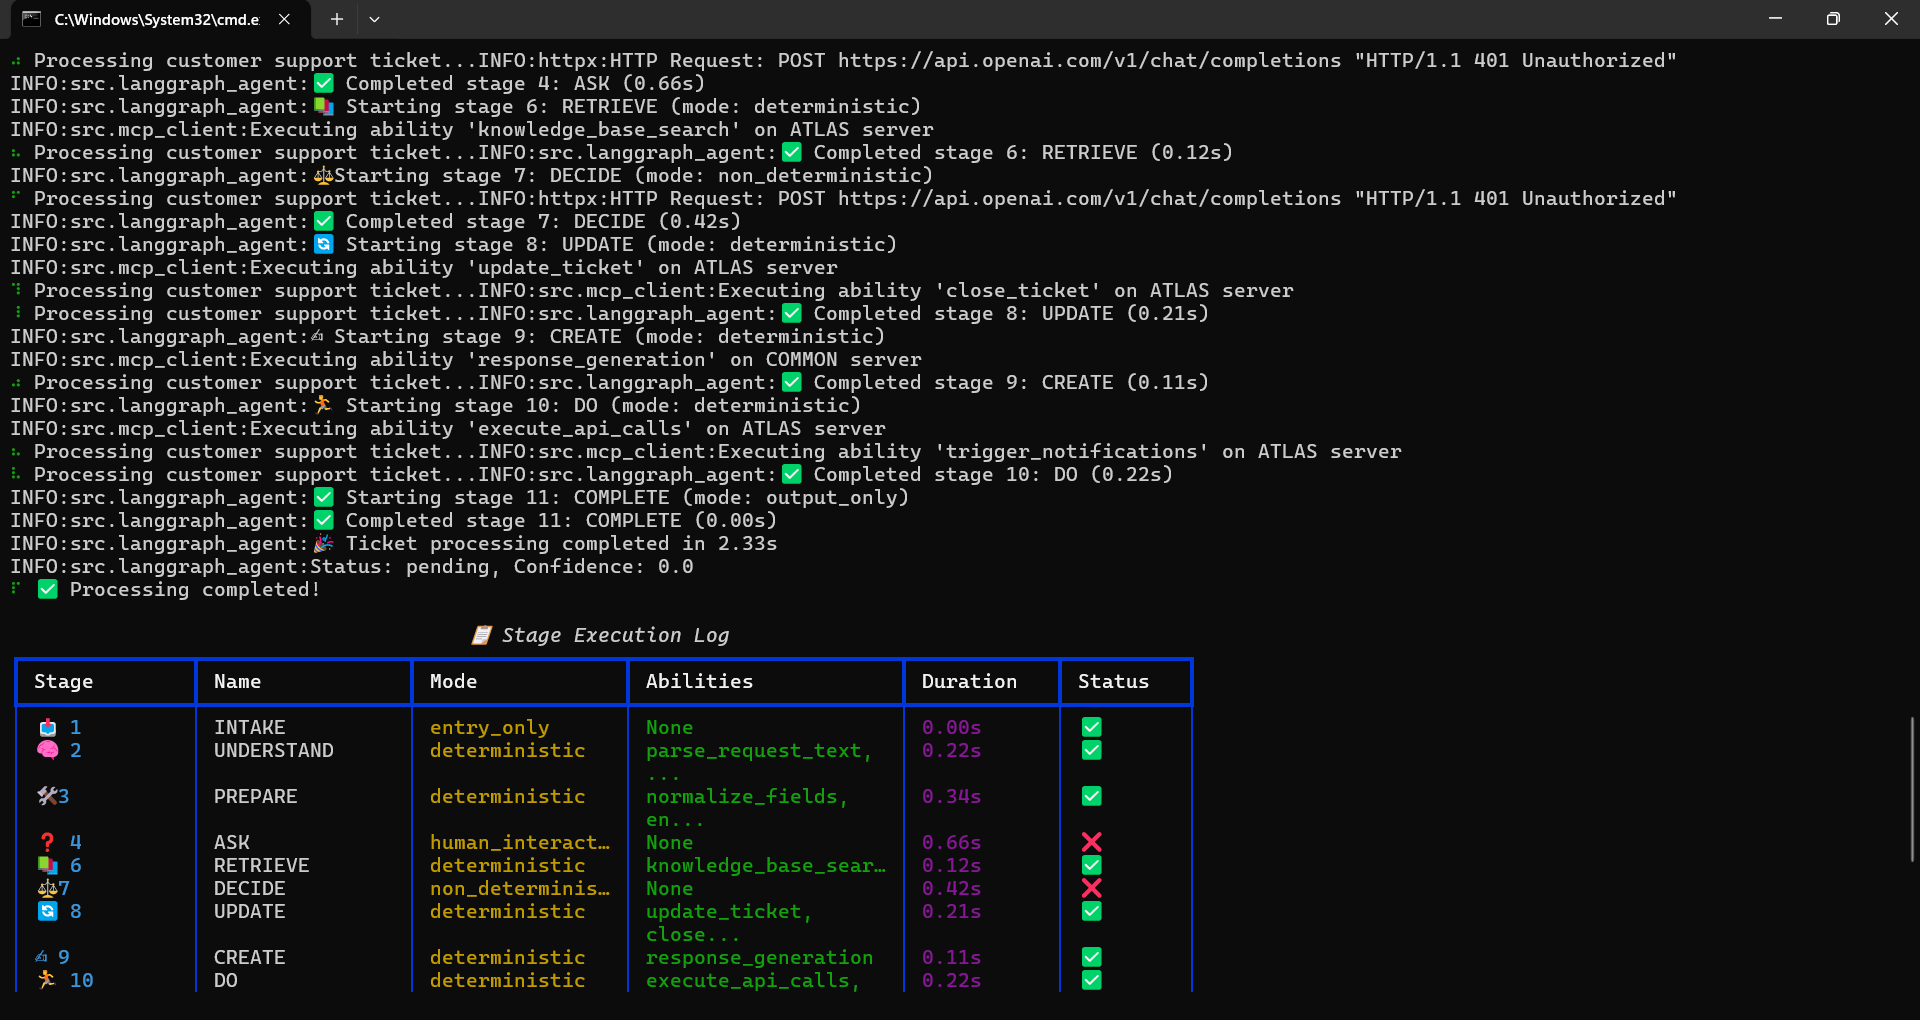 C:\Windows\System32\cmd.e
Processing customer support ticket...INFO:httpx:HTTP Request: POST https://api.openai.com/v1/chat/completions "HTTP/1.1 401 Unauthorized"
INFO:src.langgraph_agent:✅ Completed stage 4: ASK (0.66s)
INFO:src.langgraph_agent:📚 Starting stage 6: RETRIEVE (mode: deterministic)
INFO:src.mcp_client:Executing ability 'knowledge_base_search' on ATLAS server
Processing customer support ticket...INFO:src.langgraph_agent:✅ Completed stage 6: RETRIEVE (0.12s)
INFO:src.langgraph_agent:⚖️Starting stage 7: DECIDE (mode: non_deterministic)
Processing customer support ticket...INFO:httpx:HTTP Request: POST https://api.openai.com/v1/chat/completions "HTTP/1.1 401 Unauthorized"
INFO:src.langgraph_agent:✅ Completed stage 7: DECIDE (0.42s)
INFO:src.langgraph_agent:🔄 Starting stage 8: UPDATE (mode: deterministic)
INFO:src.mcp_client:Executing ability 'update_ticket' on ATLAS server
Processing customer support ticket...INFO:src.mcp_client:Executing ability 'close_ticket' on ATLAS server
Processing customer support ticket...INFO:src.langgraph_agent:✅ Completed stage 8: UPDATE (0.21s)
INFO:src.langgraph_agent:✍ Starting stage 9: CREATE (mode: deterministic)
INFO:src.mcp_client:Executing ability 'response_generation' on COMMON server
Processing customer support ticket...INFO:src.langgraph_agent:✅ Completed stage 9: CREATE (0.11s)
INFO:src.langgraph_agent:🏃 Starting stage 10: DO (mode: deterministic)
INFO:src.mcp_client:Executing ability 'execute_api_calls' on ATLAS server
Processing customer support ticket...INFO:src.mcp_client:Executing ability 'trigger_notifications' on ATLAS server
Processing customer support ticket...INFO:src.langgraph_agent:✅ Completed stage 10: DO (0.22s)
INFO:src.langgraph_agent:✅ Starting stage 11: COMPLETE (mode: output_only)
INFO:src.langgraph_agent:✅ Completed stage 11: COMPLETE (0.00s)
INFO:src.langgraph_agent:🎉 Ticket processing completed in 2.33s
INFO:src.langgraph_agent:Status: pending, Confidence: 0.0
✅ Processing completed!
📋 Stage Execution Log
Stage Name Mode Abilities Duration Status
📥 1 INTAKE entry_only None 0.00s ✅
🧠 2 UNDERSTAND deterministic parse_request_text, 0.22s ✅
...
🛠️3 PREPARE deterministic normalize_fields, 0.34s ✅
en...
❓ 4 ASK human_interact… None 0.66s ❌
📚 6 RETRIEVE deterministic knowledge_base_sear… 0.12s ✅
⚖️7 DECIDE non_determinis… None 0.42s ❌
🔄 8 UPDATE deterministic update_ticket, 0.21s ✅
close...
✍ 9 CREATE deterministic response_generation 0.11s ✅
🏃 10 DO deterministic execute_api_calls, 0.22s ✅